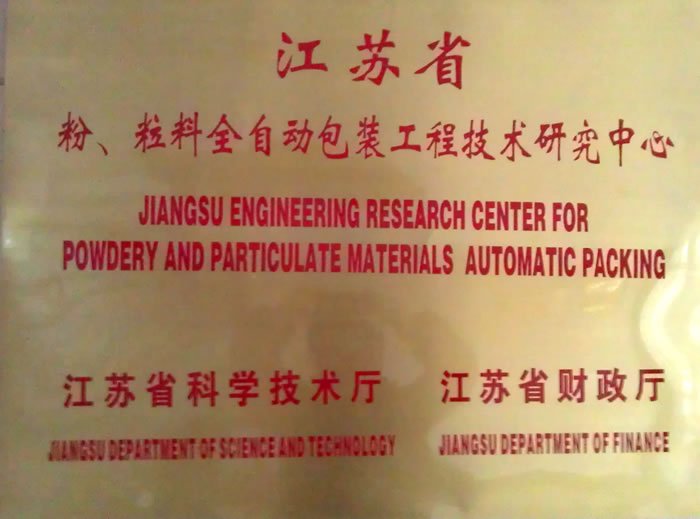 江苏省
粉、粒料全自动包装工程技术研究中心
JIANGSU ENGINEERING RESEARCH CENTER FOR
POWDERY AND PARTICULATE MATERIALS AUTOMATIC PACKING
江苏省科学技术厅 江苏省财政厅
JIANGSU DEPARTMENT OF SCIENCE AND TECHNOLOGY JIANGSU DEPARTMENT OF FINANCE